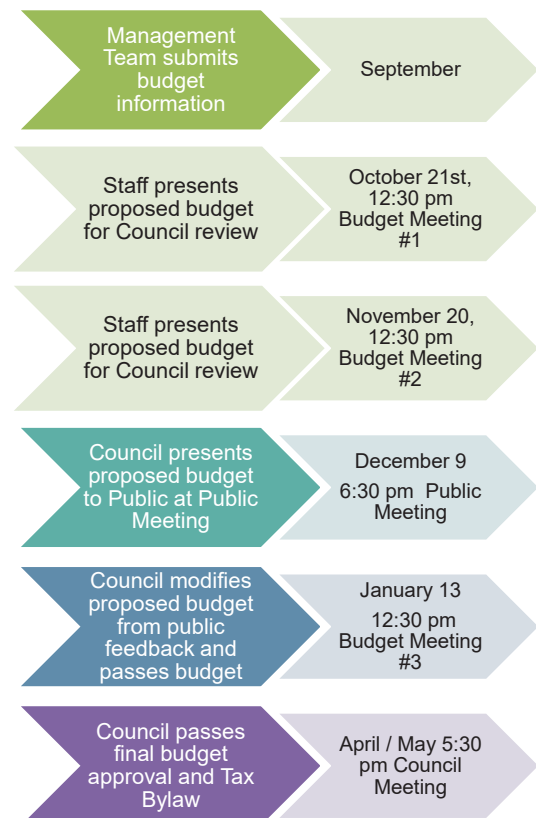 Management
Team submits
budget
information
September
Staff presents
proposed budget
for Council review
October 21st,
12:30 pm
Budget Meeting
#1
Staff presents
proposed budget
for Council review
November 20,
12:30 pm
Budget Meeting
#2
Council presents
proposed budget
to Public at Public
Meeting
December 9
6:30 pm Public
Meeting
Council modifies
proposed budget
from public
feedback and
passes budget
January 13
12:30 pm
Budget Meeting
#3
Council passes
final budget
approval and Tax
Bylaw
April / May 5:30
pm Council
Meeting